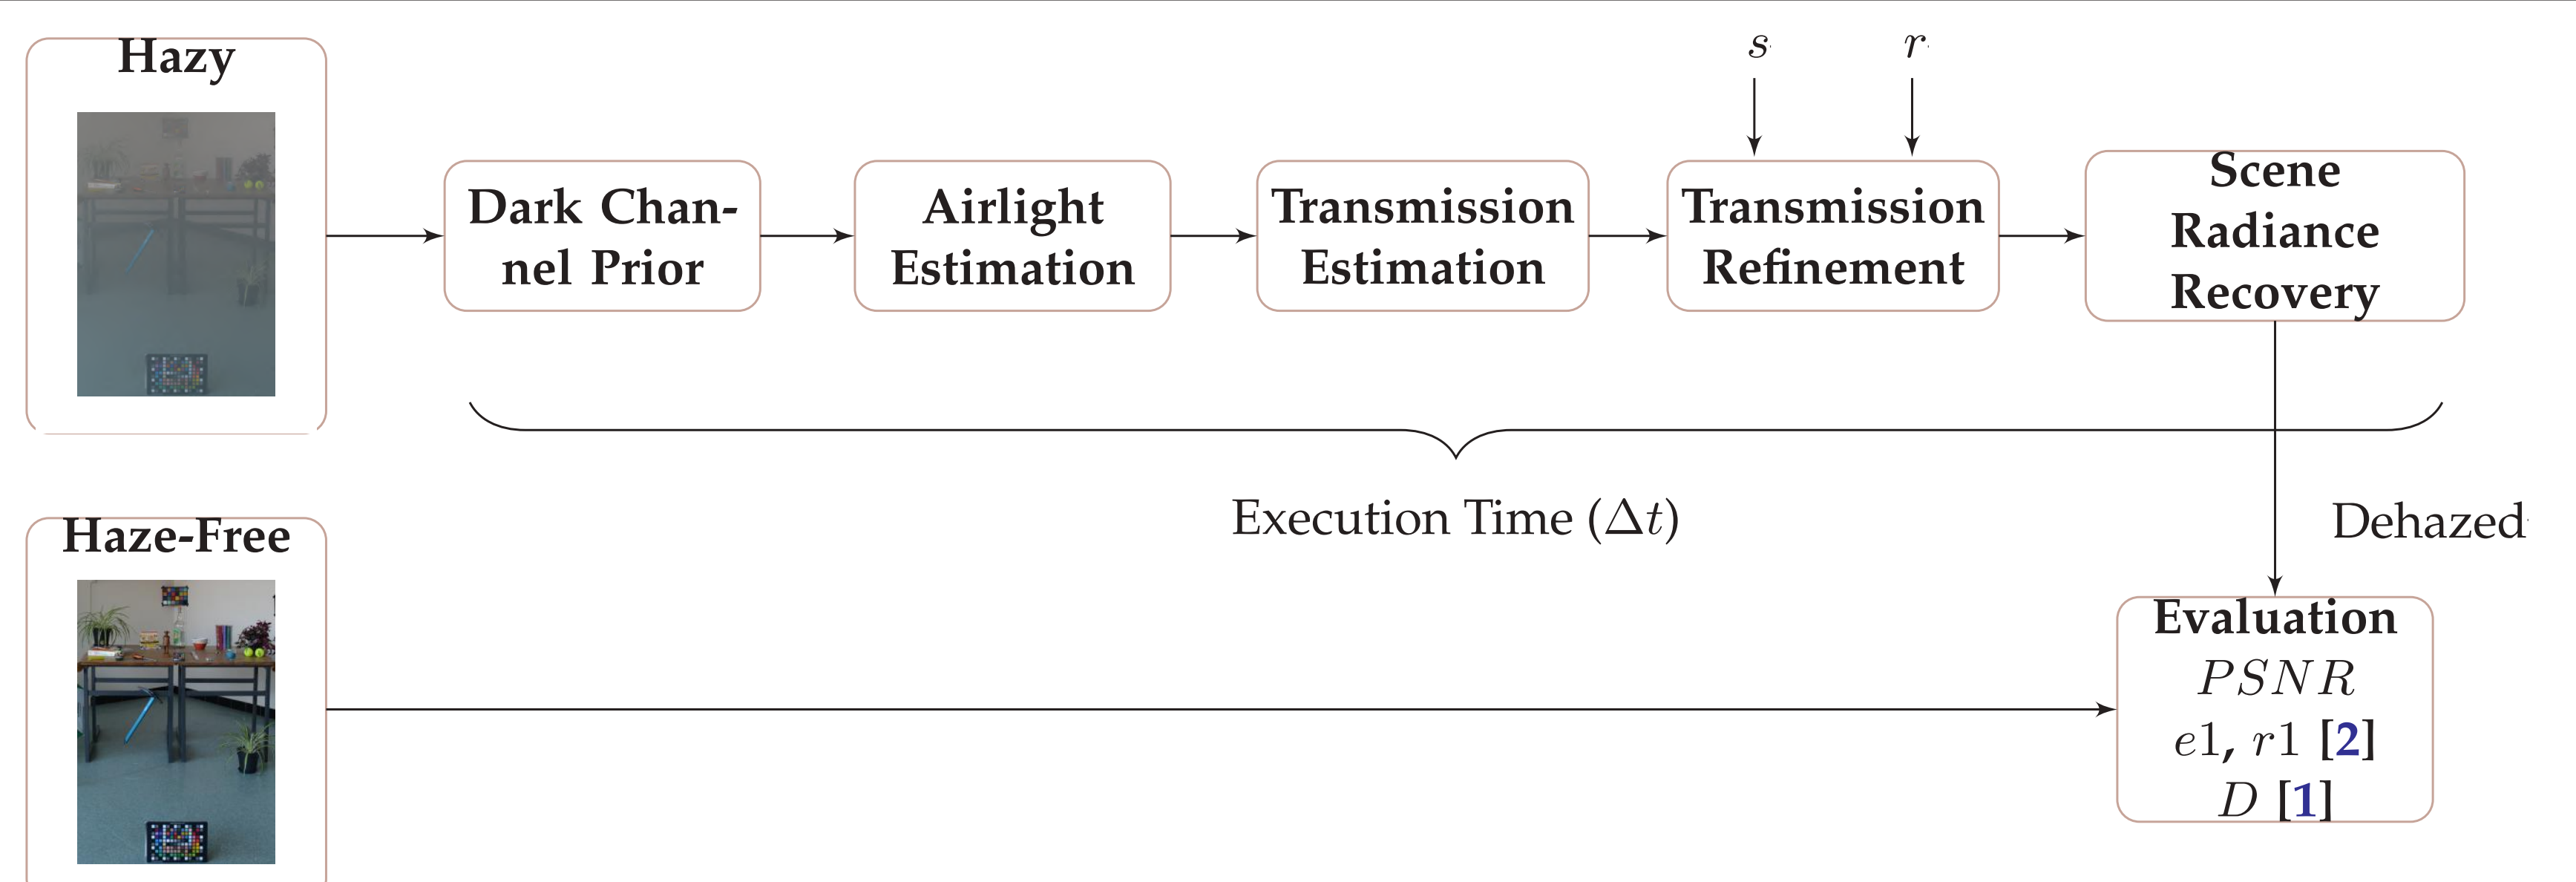 Hazy
s
r
Dark Chan-
nel Prior
Airlight
Estimation
Transmission
Estimation
Transmission
Refinement
Scene
Radiance
Recovery
Execution Time (Δt)
Dehazed
Haze-Free
Evaluation
PSNR
e1, r1 [2]
D [1]